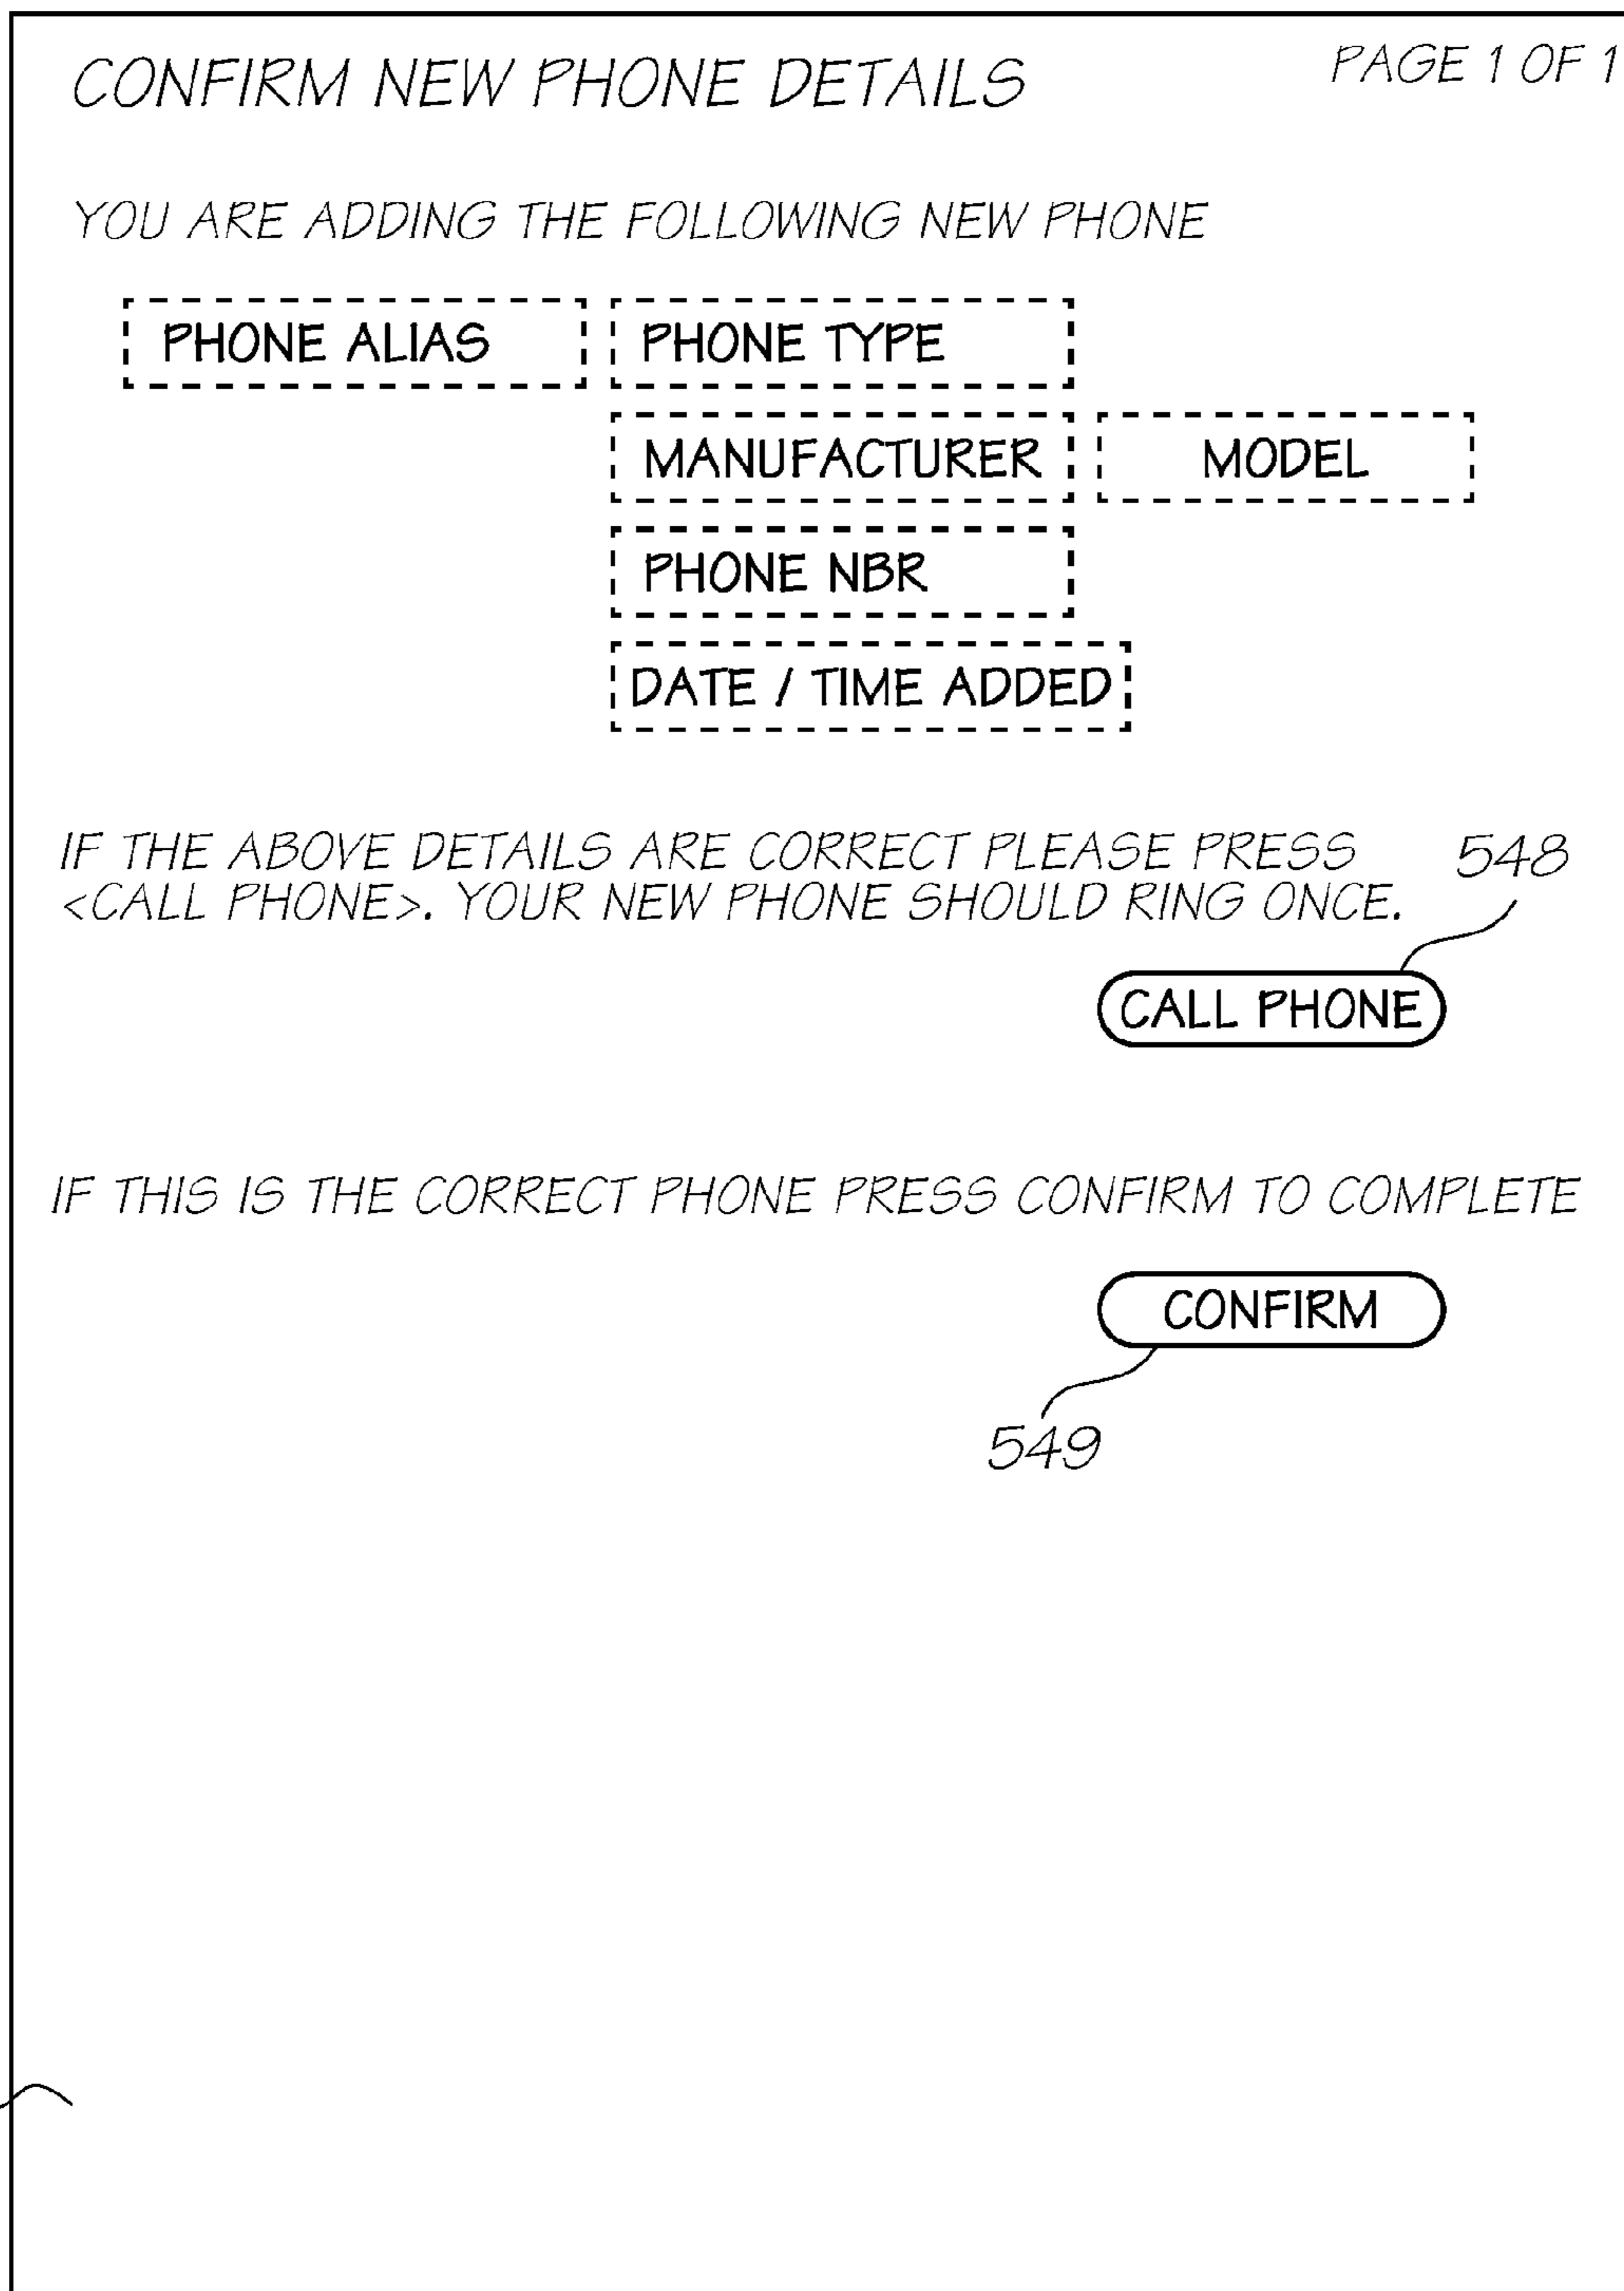 CONFIRM NEW PHONE DETAILS
PAGE 1 OF 1
YOU ARE ADDING THE FOLLOWING NEW PHONE
PHONE ALIAS PHONE TYPE
MANUFACTURER MODEL
PHONE NBR
DATE / TIME ADDED
IF THE ABOVE DETAILS ARE CORRECT PLEASE PRESS
<CALL PHONE>. YOUR NEW PHONE SHOULD RING ONCE.
548
CALL PHONE
IF THIS IS THE CORRECT PHONE PRESS CONFIRM TO COMPLETE
CONFIRM
549